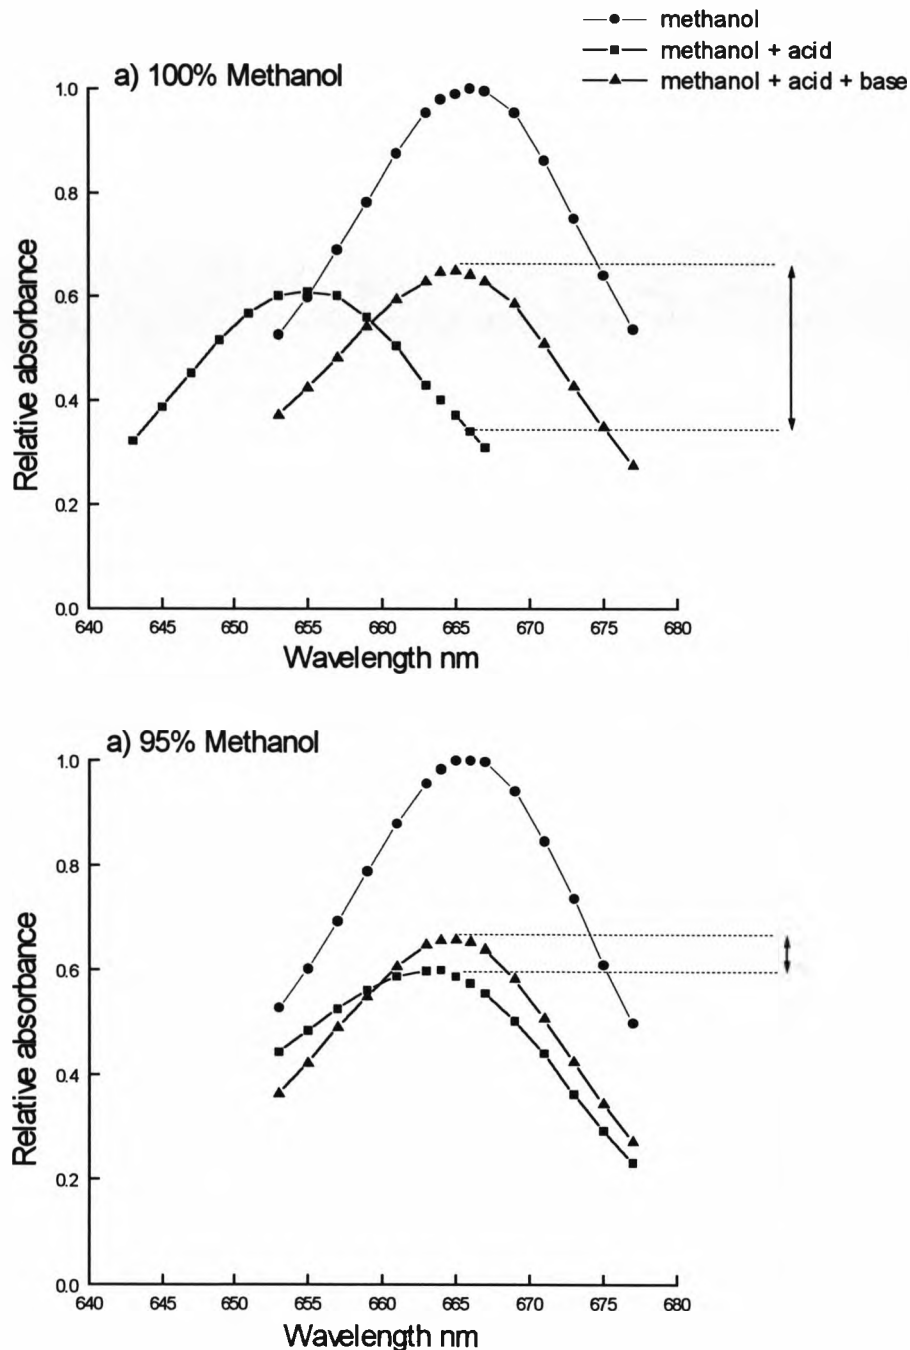 methanol
methanol + acid
methanol + acid + base
a) 100% Methanol
1.0
0.8
0.6
0.4
0.2
0.0
Relative absorbance
640 645 650 655 660 665 670 675 680
Wavelength nm
a) 95% Methanol
1.0
0.8
0.6
0.4
0.2
0.0
Relative absorbance
640 645 650 655 660 665 670 675 680
Wavelength nm